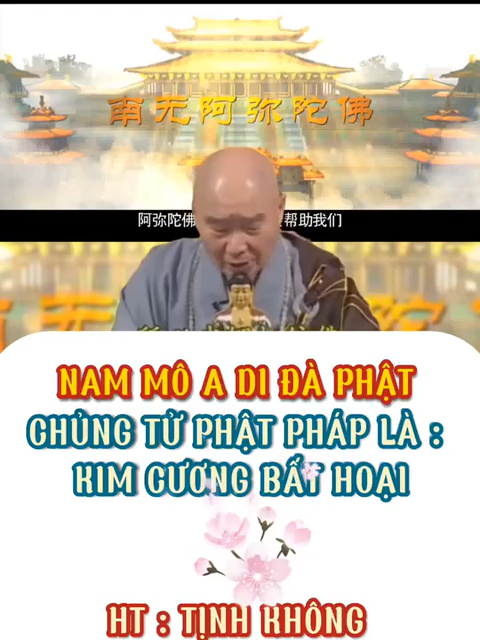 南无阿弥陀佛
阿弥陀佛 帮助我们
NAM MÔ A DI ĐÀ PHẬT
CHỦNG TỬ PHẬT PHÁP LÀ :
KIM CƯƠNG BẤT HOẠI
HT : TỊNH KHÔNG